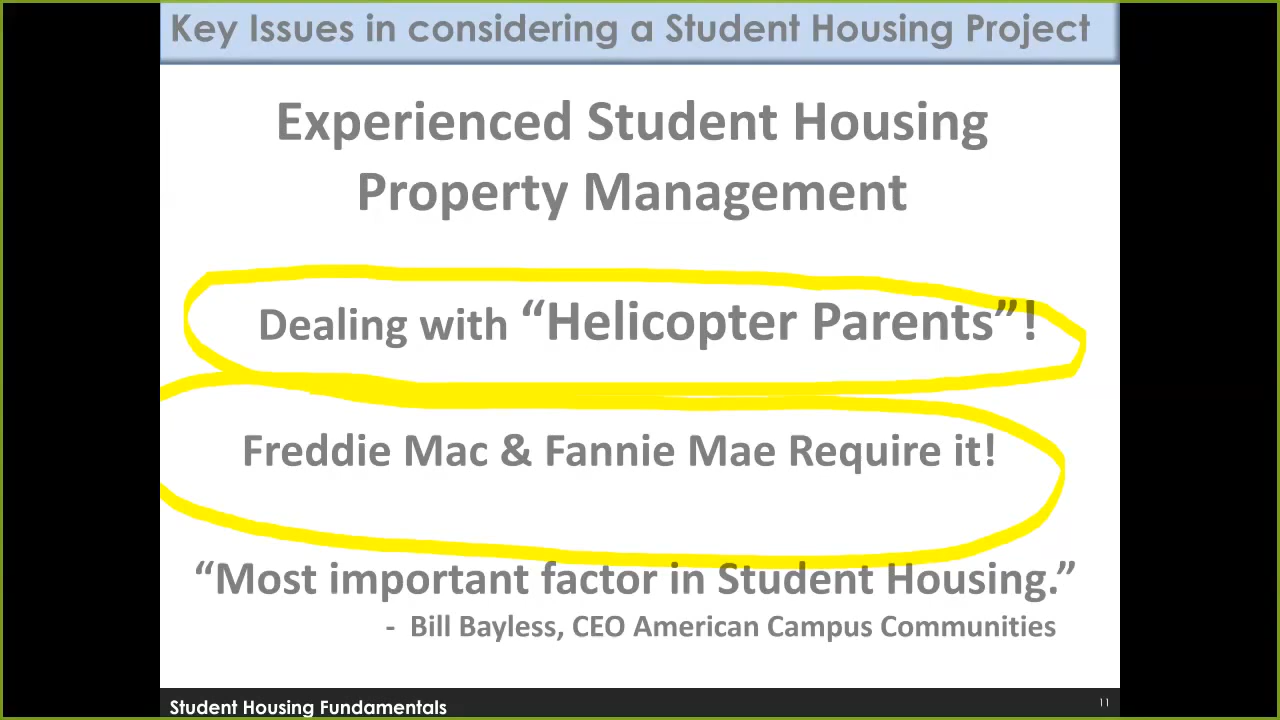 Key Issues in considering a Student Housing Project
Experienced Student Housing
Property Management
Dealing with “Helicopter Parents”!
Freddie Mac & Fannie Mae Require it!
“Most important factor in Student Housing.”
- Bill Bayless, CEO American Campus Communities
Student Housing Fundamentals
11